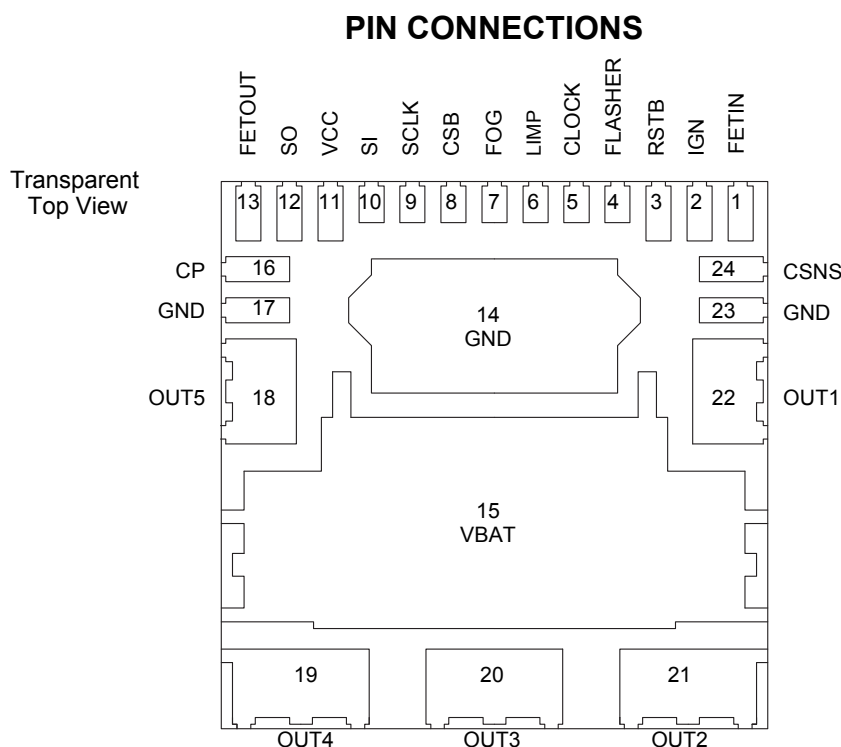 PIN CONNECTIONS
FETOUT
SO
VCC
SI
SCLK
CSB
FOG
LIMP
CLOCK
FLASHER
RSTB
IGN
FETIN
Transparent
Top View
13
12
11
10
9
8
7
6
5
4
3
2
1
CP
16
24
CSNS
GND
17
14
GND
23
GND
OUT5
18
22
OUT1
15
VBAT
19
20
21
OUT4
OUT3
OUT2